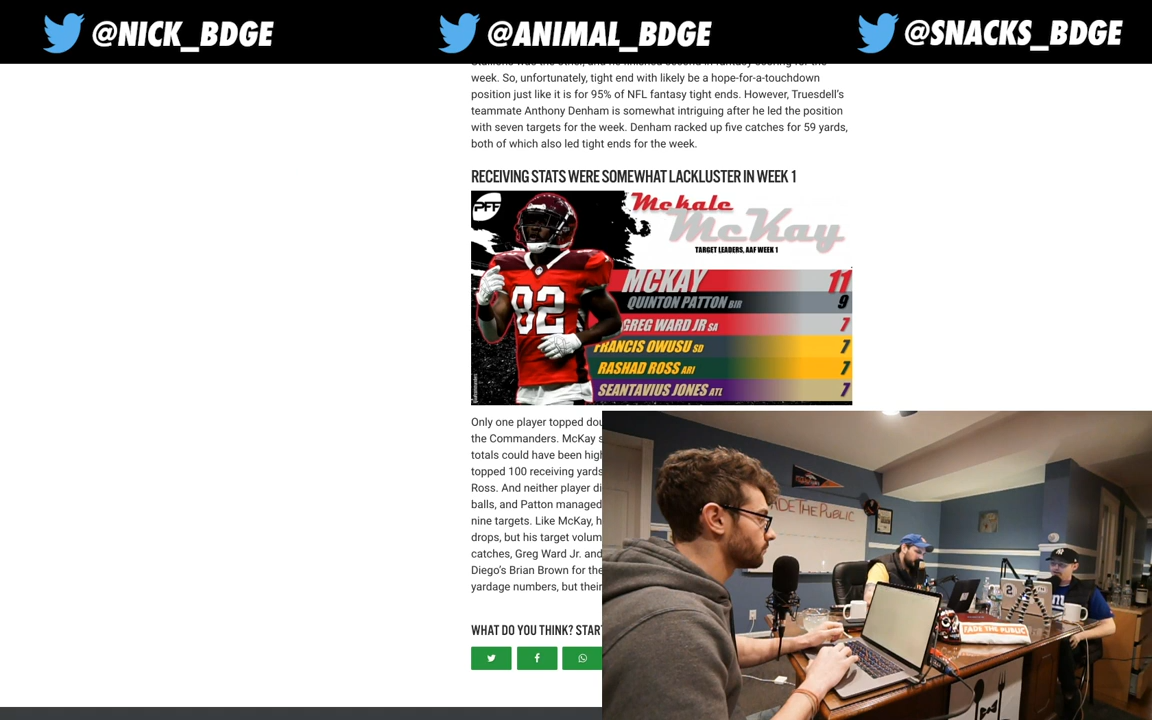 @NICK_BDGE @ANIMAL_BDGE @SNACKS_BDGE
week. So, unfortunately, tight end with likely be a hope-for-a-touchdown
position just like it is for 95% of NFL fantasy tight ends. However, Truesdell's
teammate Anthony Denham is somewhat intriguing after he led the position
with seven targets for the week. Denham racked up five catches for 59 yards,
both of which also led tight ends for the week.
RECEIVING STATS WERE SOMEWHAT LACKLUSTER IN WEEK 1
PFF
Mekale
McKay
TARGET LEADERS, AAF WEEK 1
MCKAY 11
QUINTON PATTON BIR 9
GREG WARD JR SA 7
FRANCIS OWUSU SD 7
RASHAD ROSS ARI 7
SEANTAVIUS JONES ATL 7
82
Only one player topped dou
the Commanders. McKay s
totals could have been high
topped 100 receiving yards
Ross. And neither player di
balls, and Patton managed
nine targets. Like McKay, h
drops, but his target volum
catches, Greg Ward Jr. and
Diego's Brian Brown for the
yardage numbers, but their
WHAT DO YOU THINK? START
ADE THE PUBLIC
FADE THE PUBLIC